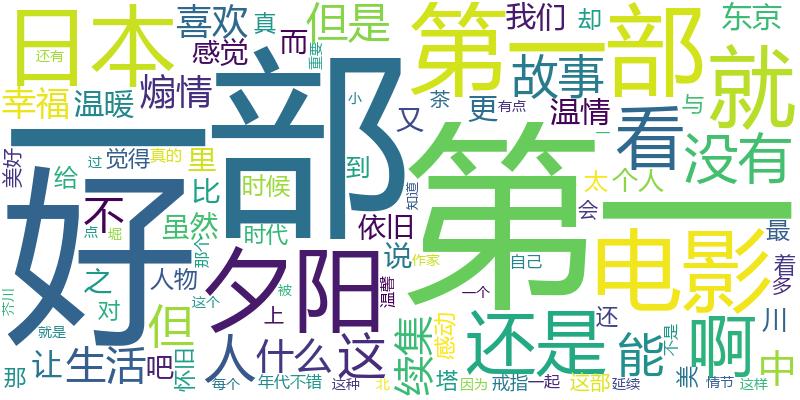 日本 喜欢 真 而 但是 第一部 我们 却 东京
还有 感觉 重要 就
幸福 温暖 煽情 部 小 又 茶 更 有点 故事 温情 看 与 没有
一 好 美好 过 觉得 真的 里 到 第一 一
给 比 时候 知道 太 个人
不 虽然 时代 依旧 会 最
点 堀 那个 夕阳 说 作家 自己 电影 着
之 人物 温馨 多
芥川 对 这个 被 上 一个 川
就是 但 人 什么 这 续集 感动 还是 还 能 不是 啊 中
那 让 生活 吧 怀旧 每个 年代不错 这种 北 塔 因为 戒指 一起 这部 延续 美 情节 这样